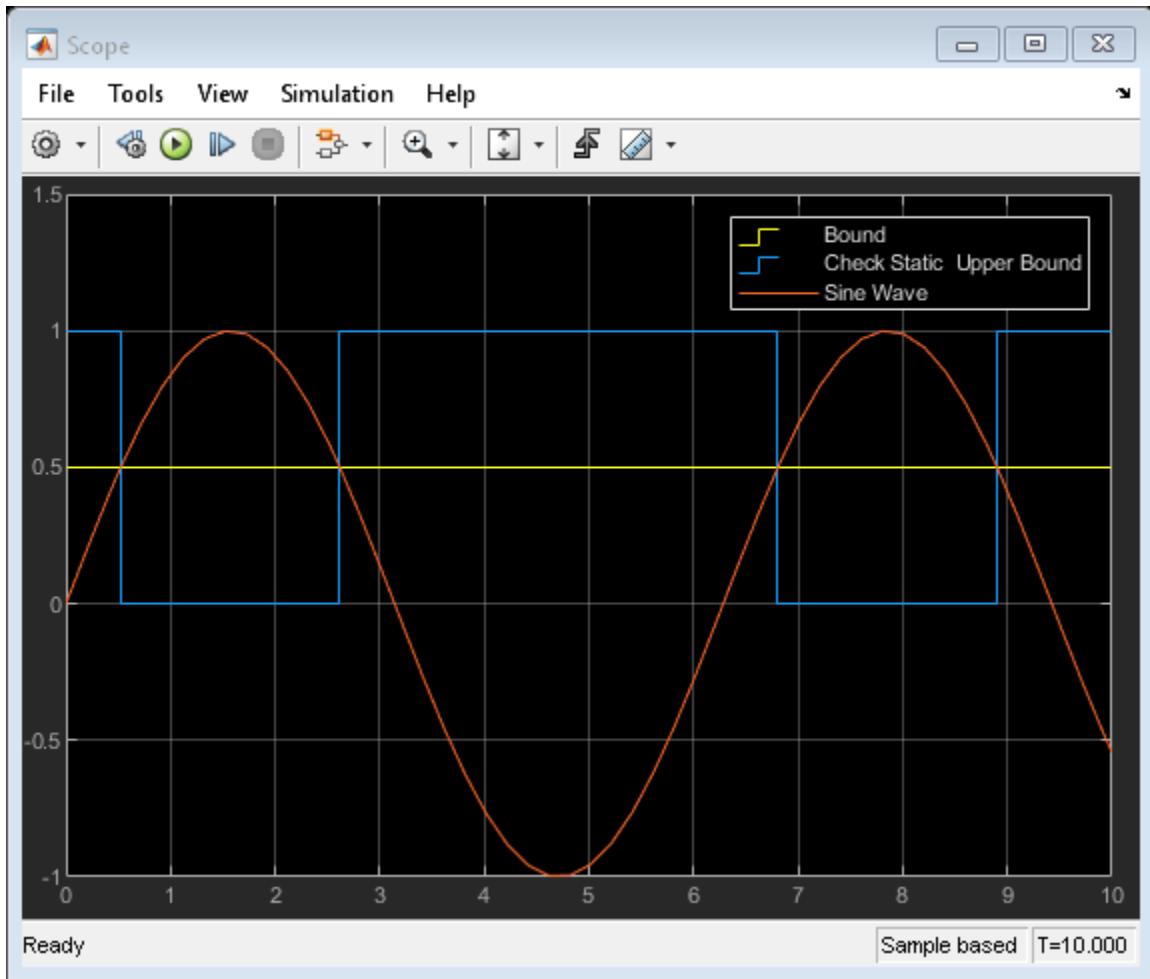 Scope
File Tools View Simulation Help
1.5
1
0.5
0
-0.5
-1
Bound
Check Static  Upper Bound
Sine Wave
0 1 2 3 4 5 6 7 8 9 10
Ready Sample based T=10.000